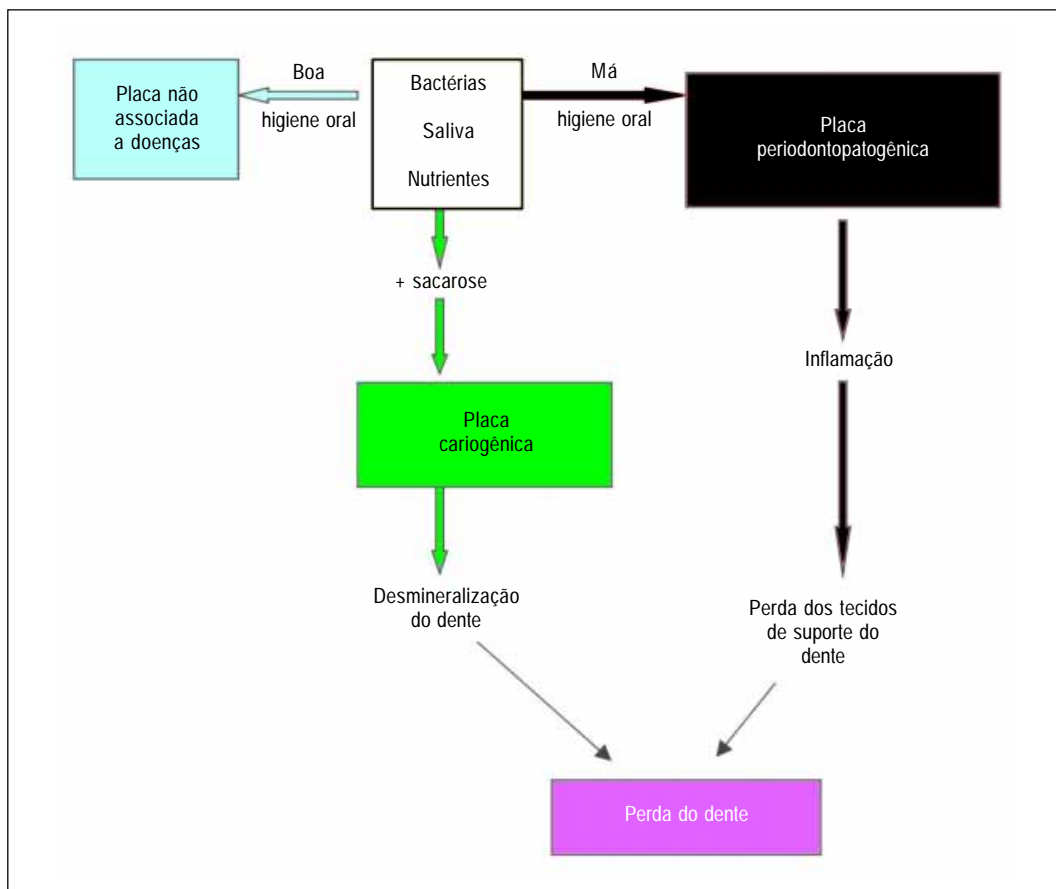 Placa não
associada
a doenças
Boa
higiene oral
Bactérias
Saliva
Nutrientes
Má
higiene oral
Placa
periodontopatogênica
+ sacarose
Inflamação
Placa
cariogênica
Desmineralização
do dente
Perda dos tecidos
de suporte do
dente
Perda do dente